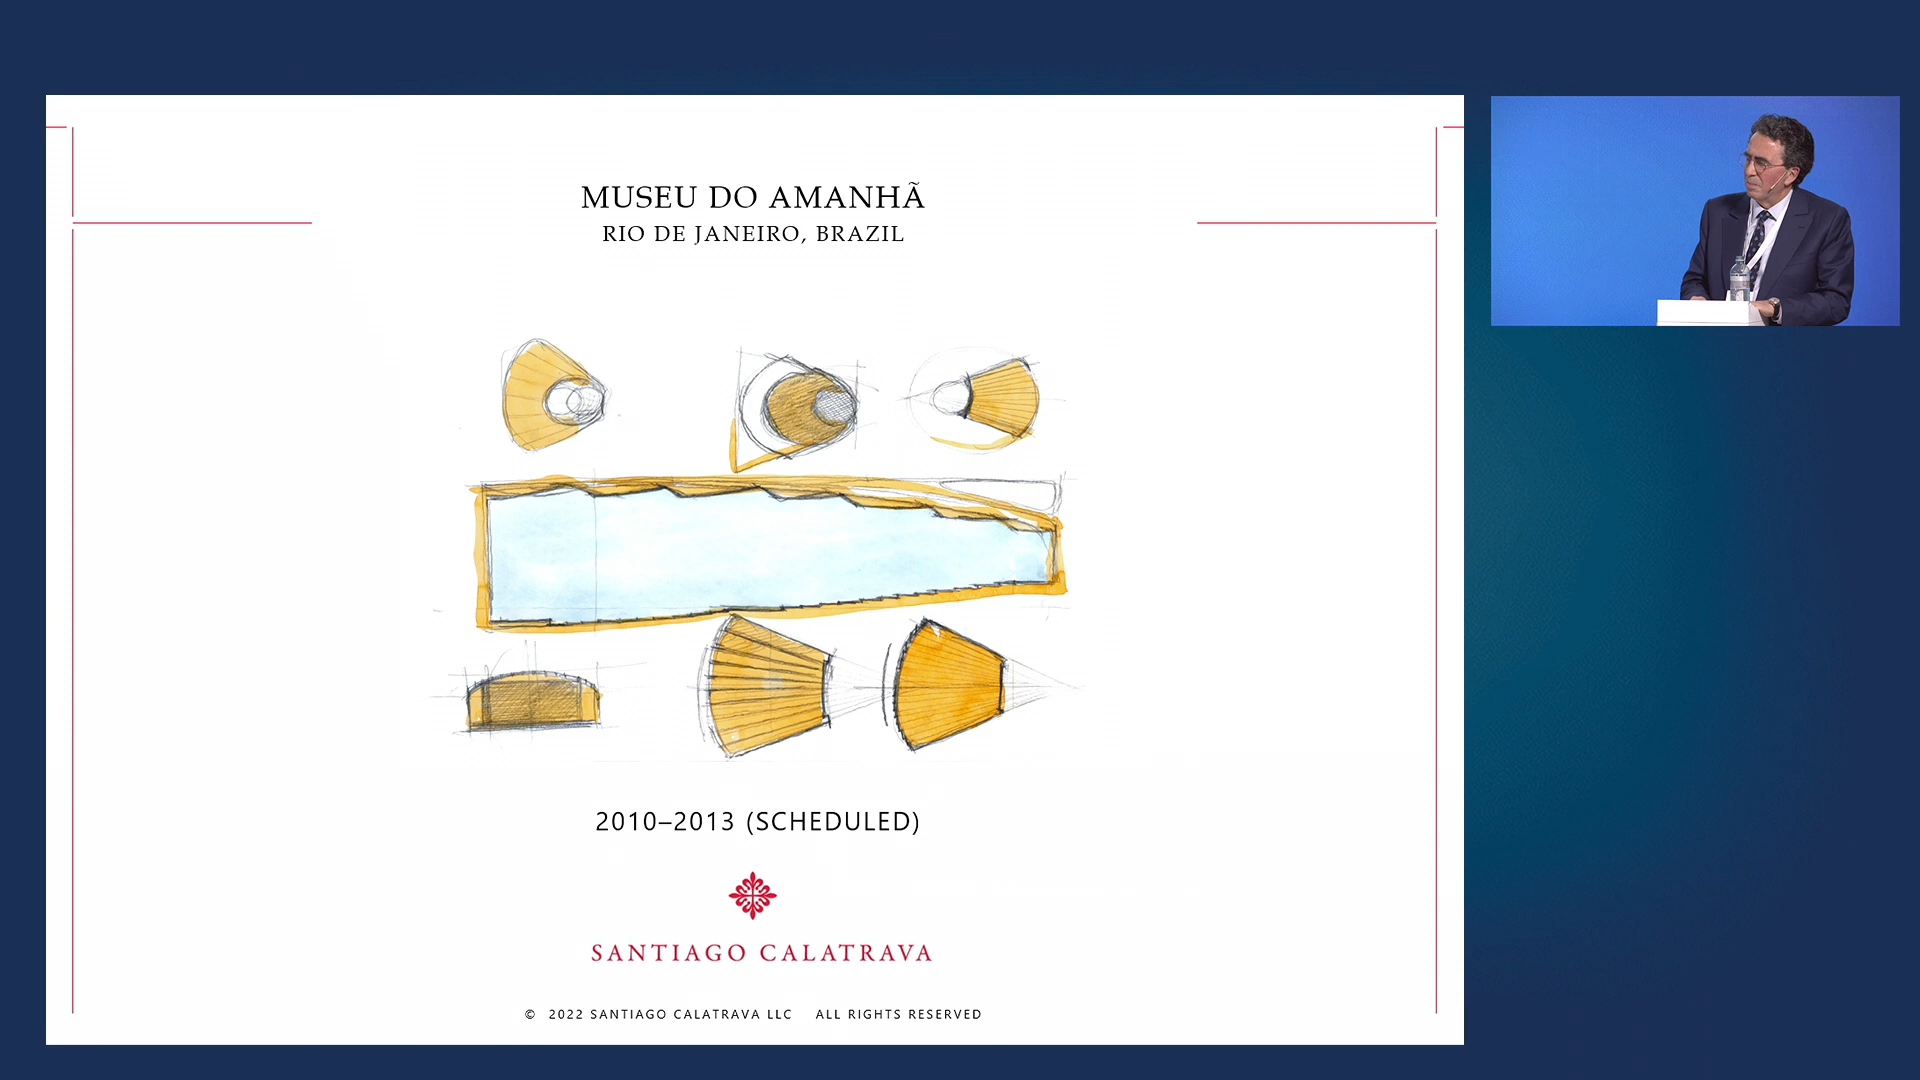 MUSEU DO AMANHÃ
RIO DE JANEIRO, BRAZIL
2010–2013 (SCHEDULED)
SANTIAGO CALATRAVA
© 2022 SANTIAGO CALATRAVA LLC ALL RIGHTS RESERVED